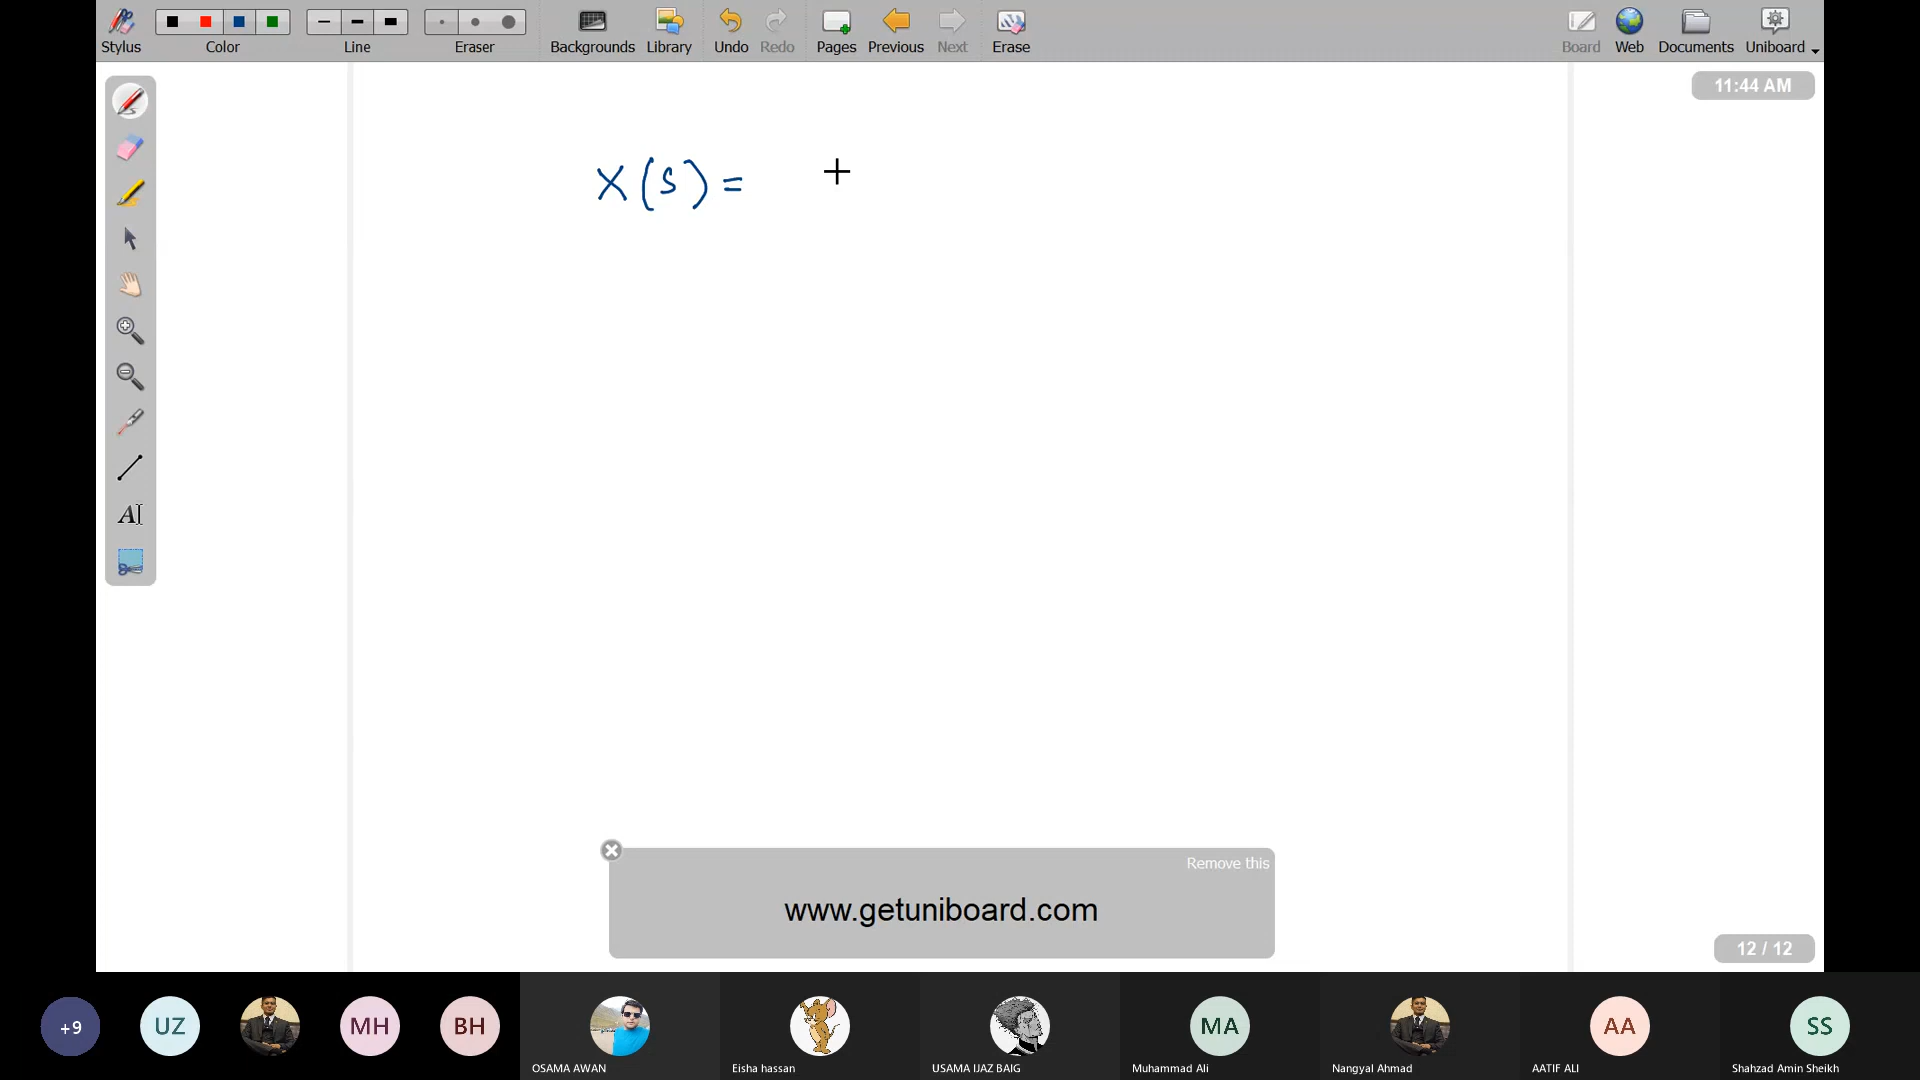 Stylus Color Line Eraser Backgrounds Library Undo Redo Pages Previous Next Erase Board Web Documents Uniboard
11:44 AM
X(s) =
A
Remove this
www.getuniboard.com
12 / 12
+9 UZ MH BH MA AA SS
OSAMA AWAN Eisha hassan USAMA IJAZ BAIG Muhammad Ali Nangyal Ahmad AATIF ALI Shahzad Amin Sheikh